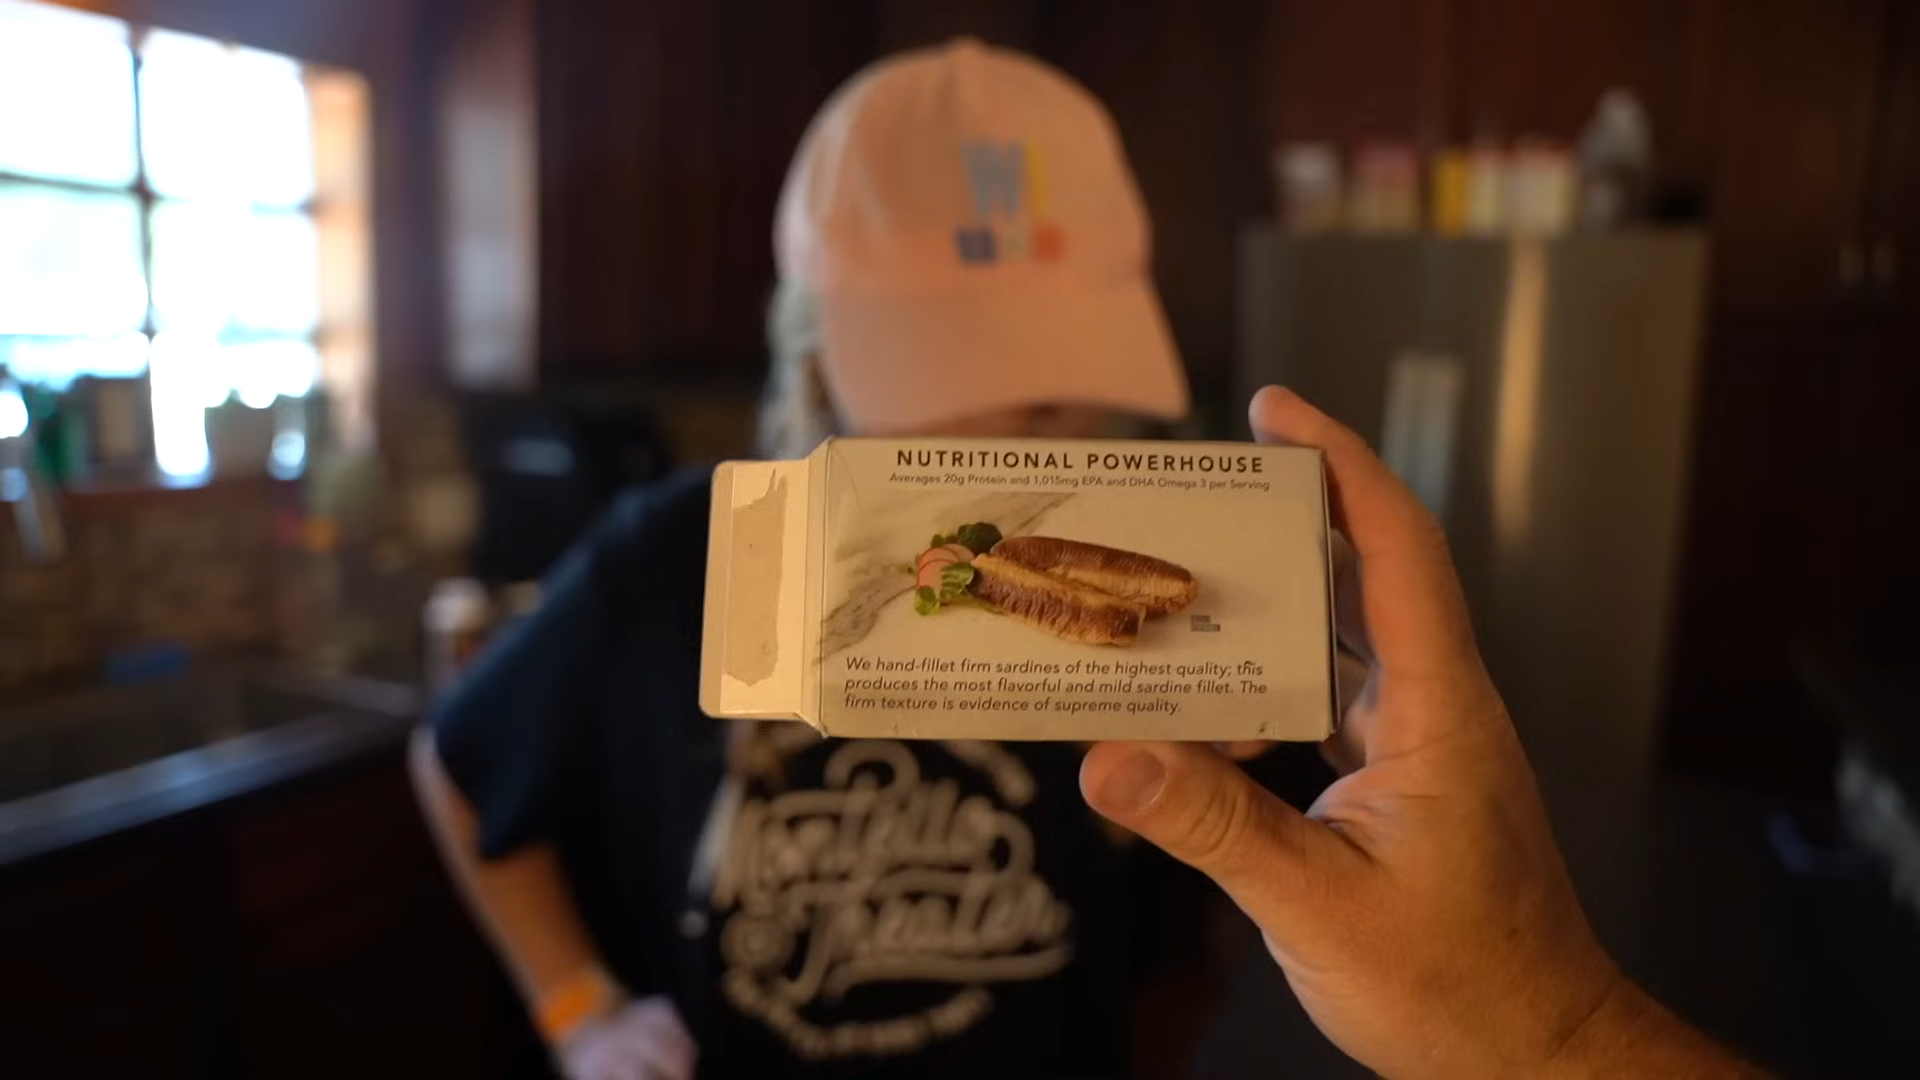 W
NUTRITIONAL POWERHOUSE
Averages 20g Protein and 1,015mg EPA and DHA Omega 3 per Serving
We hand-fillet firm sardines of the highest quality; this
produces the most flavorful and mild sardine fillet. The
firm texture is evidence of supreme quality.
Theater